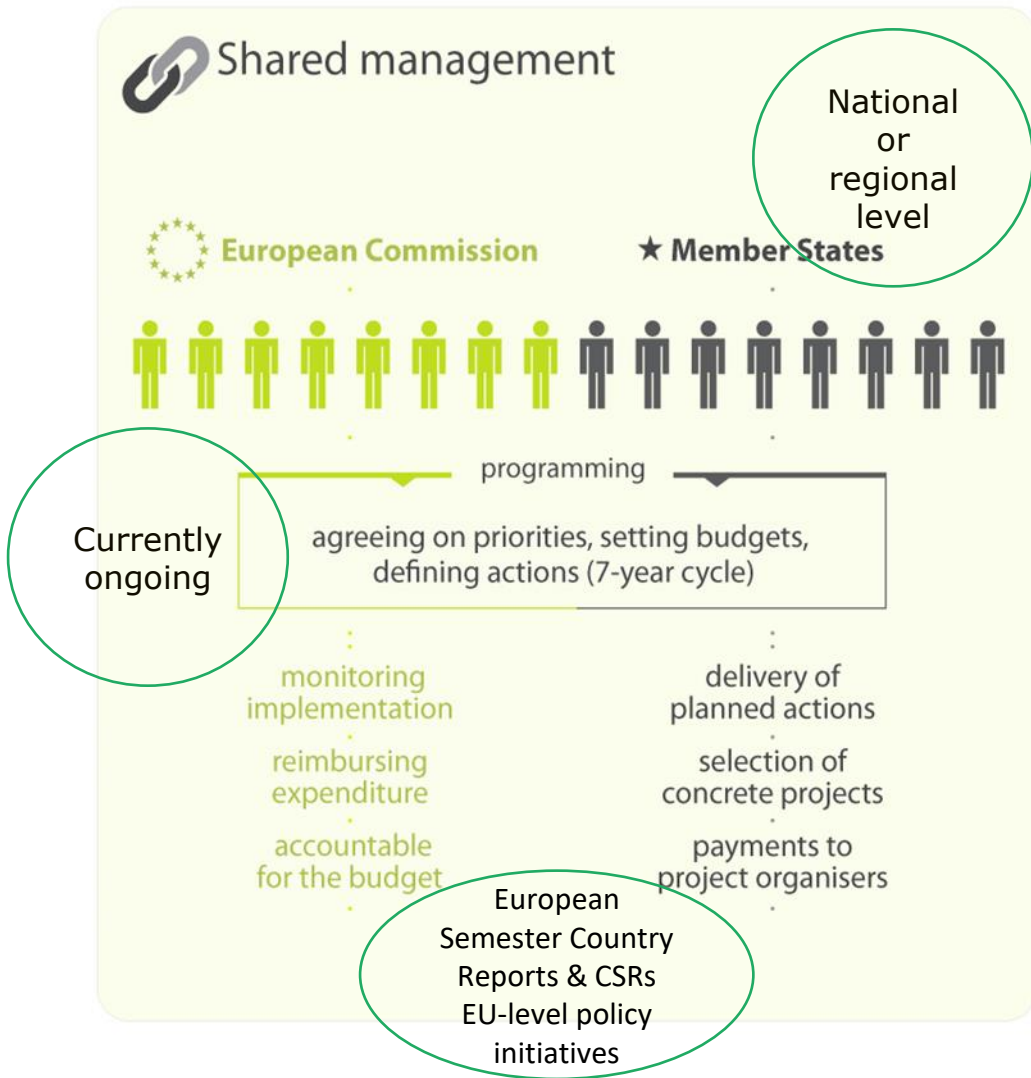 Shared management
National
or
regional
level
European Commission
★ Member States
programming
Currently
ongoing
agreeing on priorities, setting budgets,
defining actions (7-year cycle)
monitoring
implementation
reimbursing
expenditure
accountable
for the budget
delivery of
planned actions
selection of
concrete projects
payments to
project organisers
European
Semester Country
Reports & CSRs
EU-level policy
initiatives